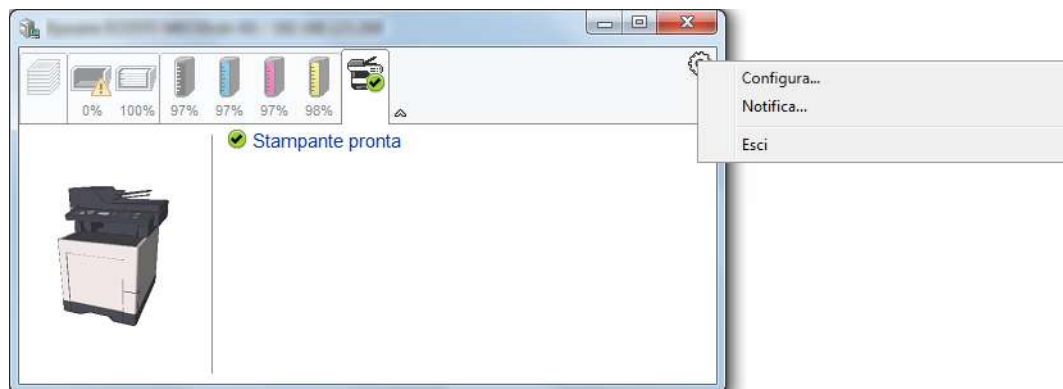 0% 100% 97% 97% 97% 98%
Stampante pronta
Configura...
Notifica...
Esci